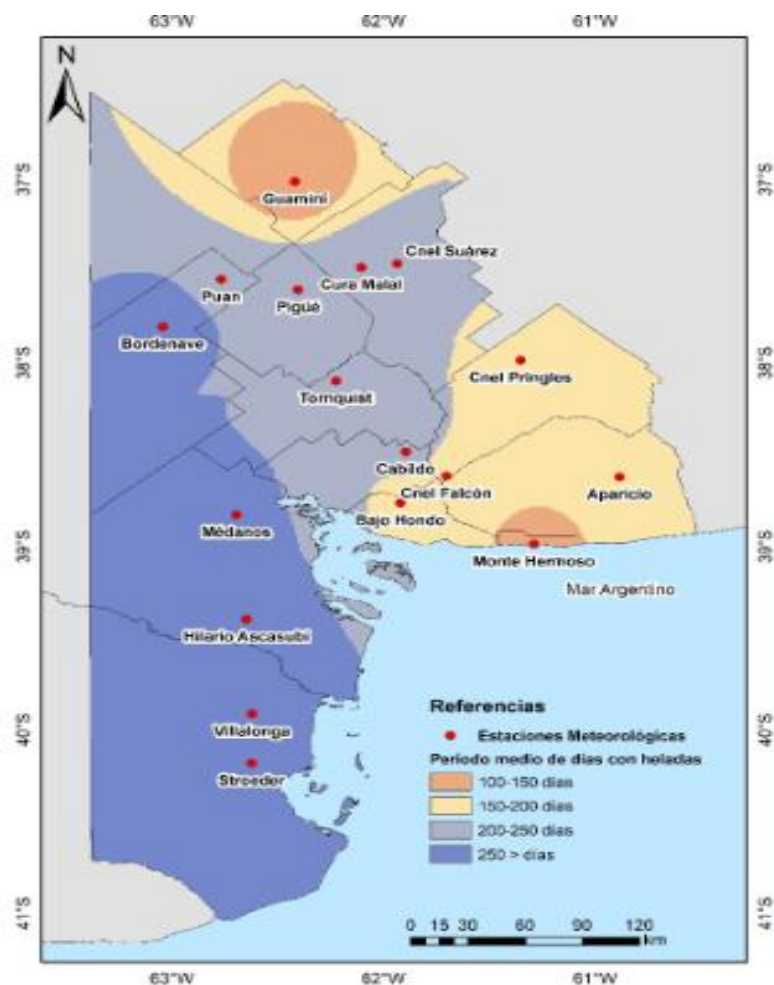 63°W 62°W 61°W
N
37°S 37°S
Guamini
Cnel Suárez
Cura Malal
Puan
Pigüé
Bordenave
38°S 38°S
Cnel Pringles
Tornquist
Cabildo
Cnel Falcón
Aparicio
Bajo Hondo
Médanos
39°S 39°S
Monte Hermoso
Mar Argentino
Hilario Ascasubi
Referencias
Villalonga
Estaciones Meteorológicas
40°S 40°S
Período medio de días con heladas
Stroeder
100-150 días
150-200 días
200-250 días
250 > días
41°S 41°S
0 15 30 60 90 120
km
63°W 62°W 61°W